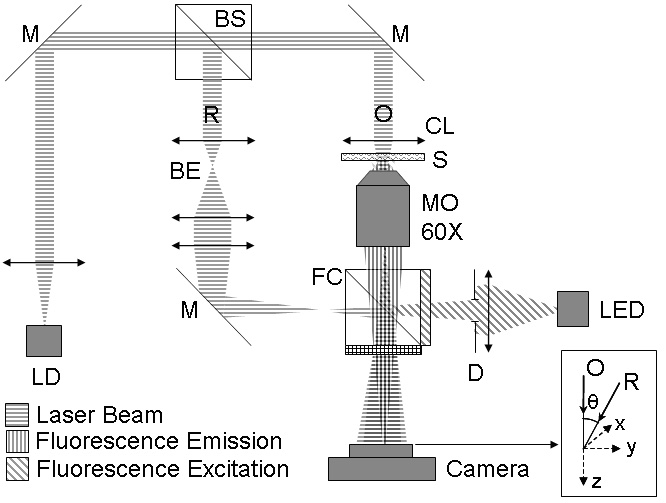 M
BS
M
R
O
CL
BE
S
MO
60X
FC
M
LED
LD
D
O
R
θ
x
y
z
Laser Beam
Fluorescence Emission
Fluorescence Excitation
Camera